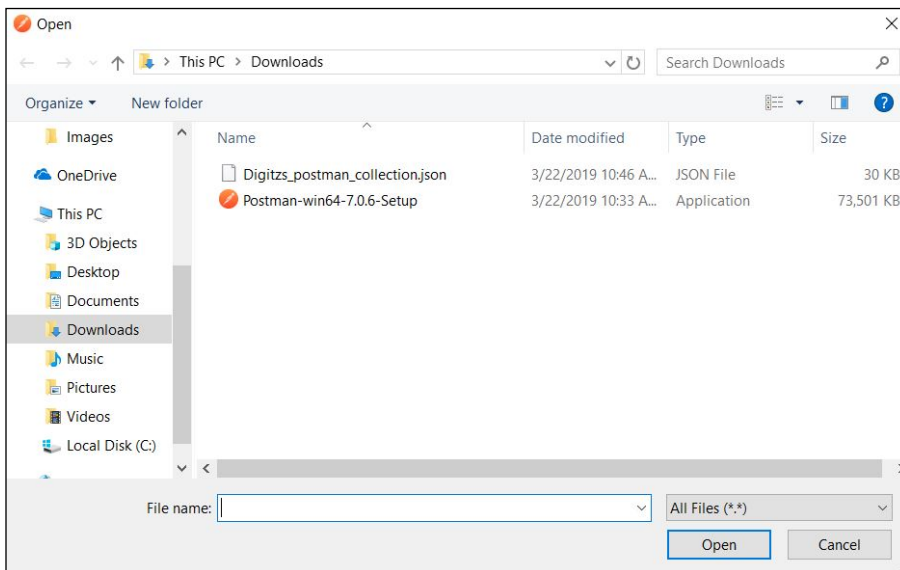 Open
This PC > Downloads
Search Downloads
Organize
New folder
Name
Date modified
Type
Size
Images
OneDrive
This PC
3D Objects
Desktop
Documents
Downloads
Music
Pictures
Videos
Local Disk (C:)
Digitzs_postman_collection.json 3/22/2019 10:46 A... JSON File 30 KB
Postman-win64-7.0.6-Setup 3/22/2019 10:33 A... Application 73,501 KB
File name:
All Files (*.*)
Open
Cancel